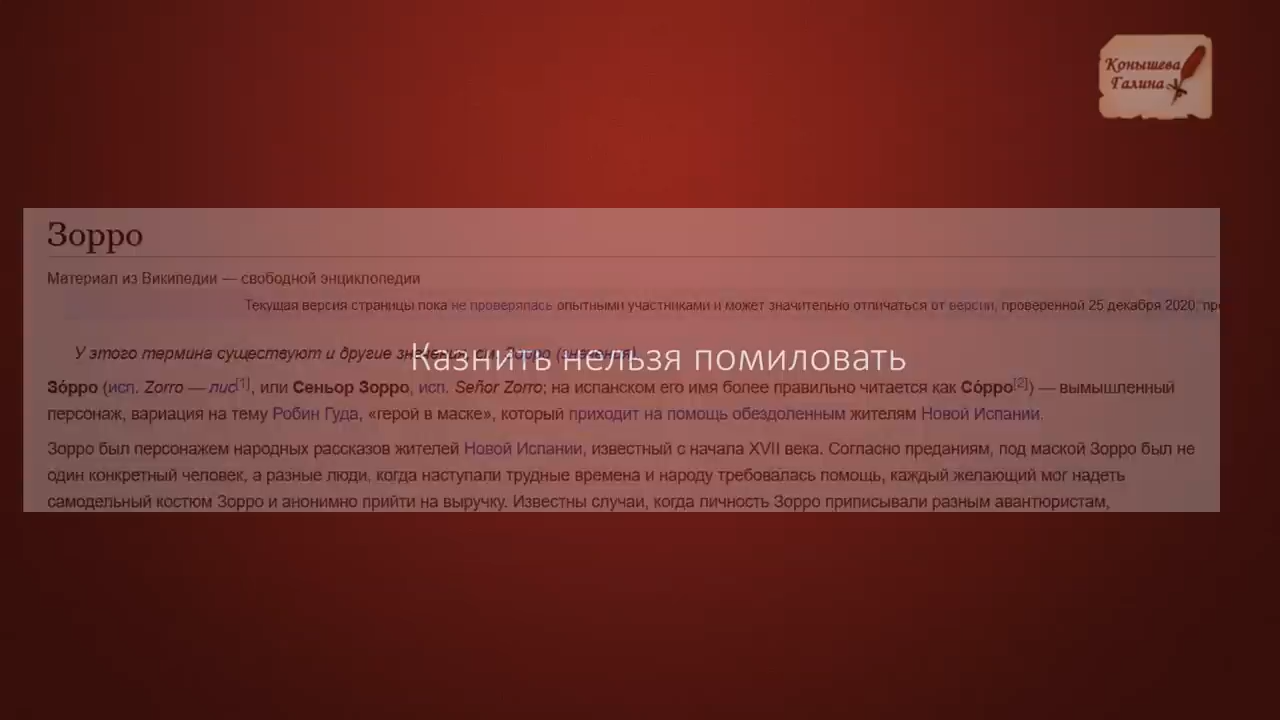 Конышева
Галина
Зорро
Материал из Википедии — свободной энциклопедии
Текущая версия страницы пока не проверялась опытными участниками и может значительно отличаться от версии, проверенной 25 декабря 2020; пр
У этого термина существуют и другие значения, см. Зорро (значения).
Казнить нельзя помиловать
Зо́рро (исп. Zorro — лис[1], или Сеньор Зорро, исп. Señor Zorro; на испанском его имя более правильно читается как Со́рро[2]) — вымышленный
персонаж, вариация на тему Робин Гуда, «герой в маске», который приходит на помощь обездоленным жителям Новой Испании.
Зорро был персонажем народных рассказов жителей Новой Испании, известный с начала XVII века. Согласно преданиям, под маской Зорро был не
один конкретный человек, а разные люди, когда наступали трудные времена и народу требовалась помощь, каждый желающий мог надеть
самодельный костюм Зорро и анонимно прийти на выручку. Известны случаи, когда личность Зорро приписывали разным авантюристам,